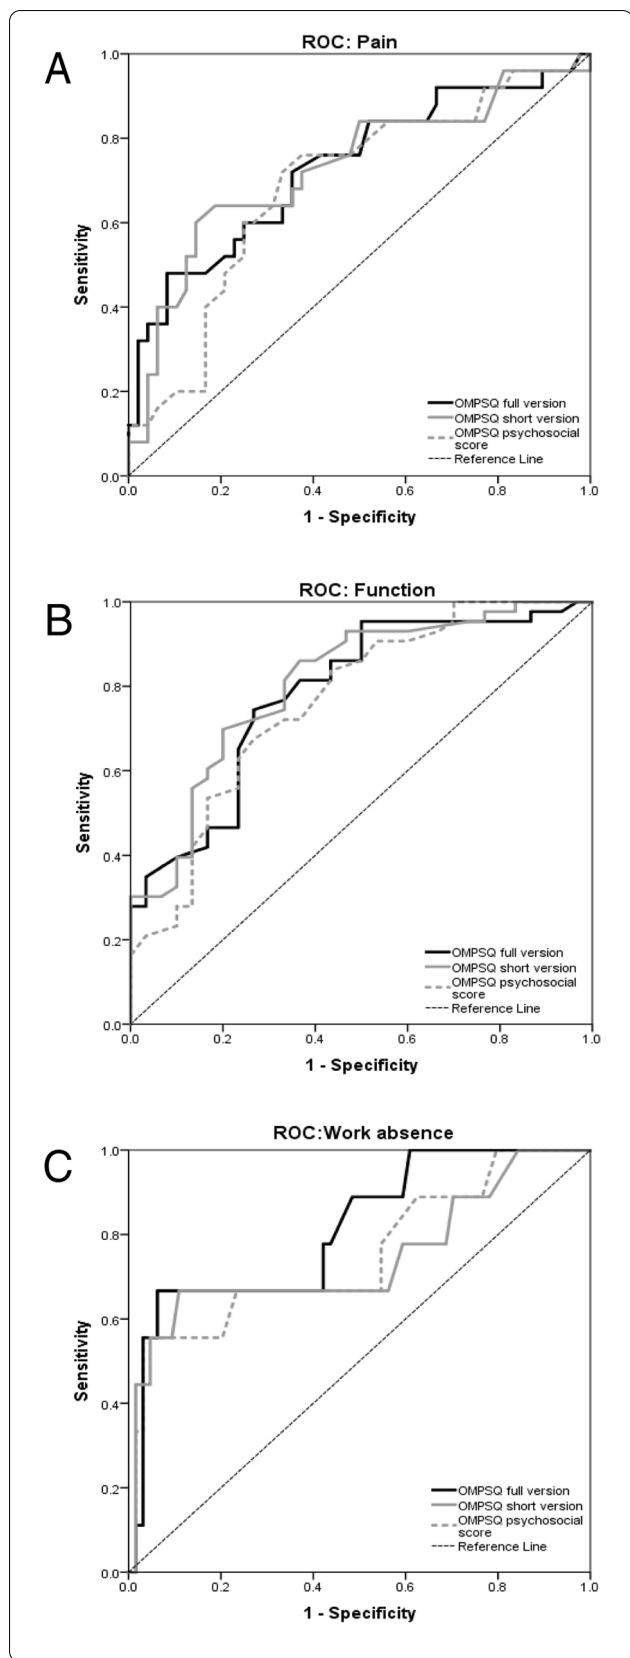 A
ROC: Pain
1.0
0.8
0.6
0.4
0.2
0.0
Sensitivity
OMPSQ full version
OMPSQ short version
OMPSQ psychosocial
score
Reference Line
0.0 0.2 0.4 0.6 0.8 1.0
1 - Specificity
B
ROC: Function
1.0
0.8
0.6
0.4
0.2
0.0
Sensitivity
OMPSQ full version
OMPSQ short version
OMPSQ psychosocial
score
Reference Line
0.0 0.2 0.4 0.6 0.8 1.0
1 - Specificity
C
ROC:Work absence
1.0
0.8
0.6
0.4
0.2
0.0
Sensitivity
OMPSQ full version
OMPSQ short version
OMPSQ psychosocial
score
Reference Line
0.0 0.2 0.4 0.6 0.8 1.0
1 - Specificity